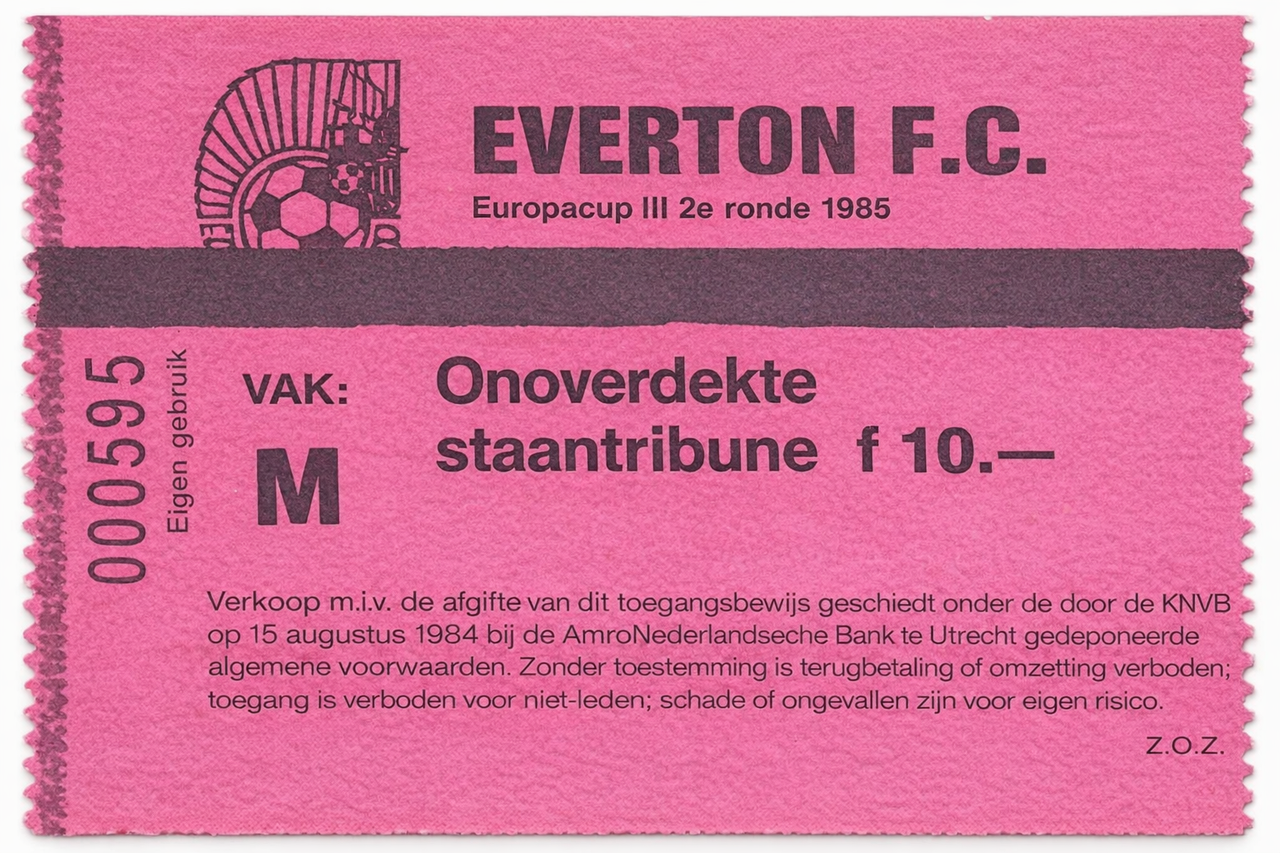 EVERTON F.C.
Europacup III 2e ronde 1985
000595
Eigen gebruik
VAK:
M
Onoverdekte
staantribune f 10.—
Verkoop m.i.v. de afgifte van dit toegangsbewijs geschiedt onder de door de KNVB
op 15 augustus 1984 bij de AmroNederlandseche Bank te Utrecht gedeponeerde
algemene voorwaarden. Zonder toestemming is terugbetaling of omzetting verboden;
toegang is verboden voor niet-leden; schade of ongevallen zijn voor eigen risico.
Z.O.Z.